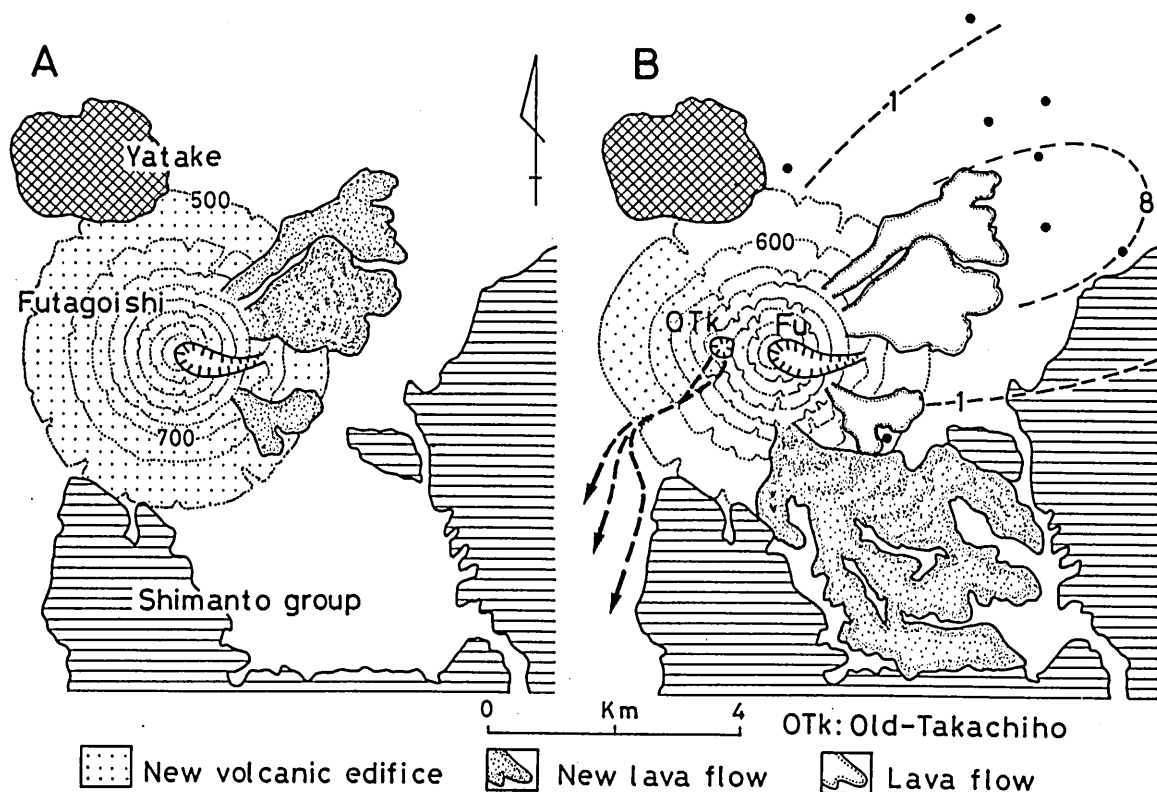 A
Yatake
500
Futagoishi
700
Shimanto group
B
1
8
600
OTk
Fu
1
0 Km 4
OTk: Old-Takachiho
New volcanic edifice
New lava flow
Lava flow